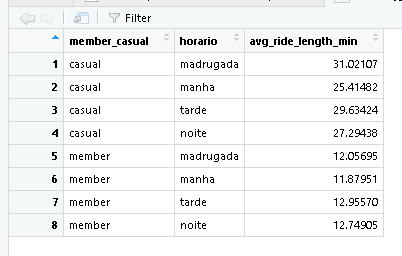 Filter
member_casual horario avg_ride_length_min
1 casual madrugada 31.02107
2 casual manha 25.41482
3 casual tarde 29.63424
4 casual noite 27.29438
5 member madrugada 12.05695
6 member manha 11.87951
7 member tarde 12.95570
8 member noite 12.74905